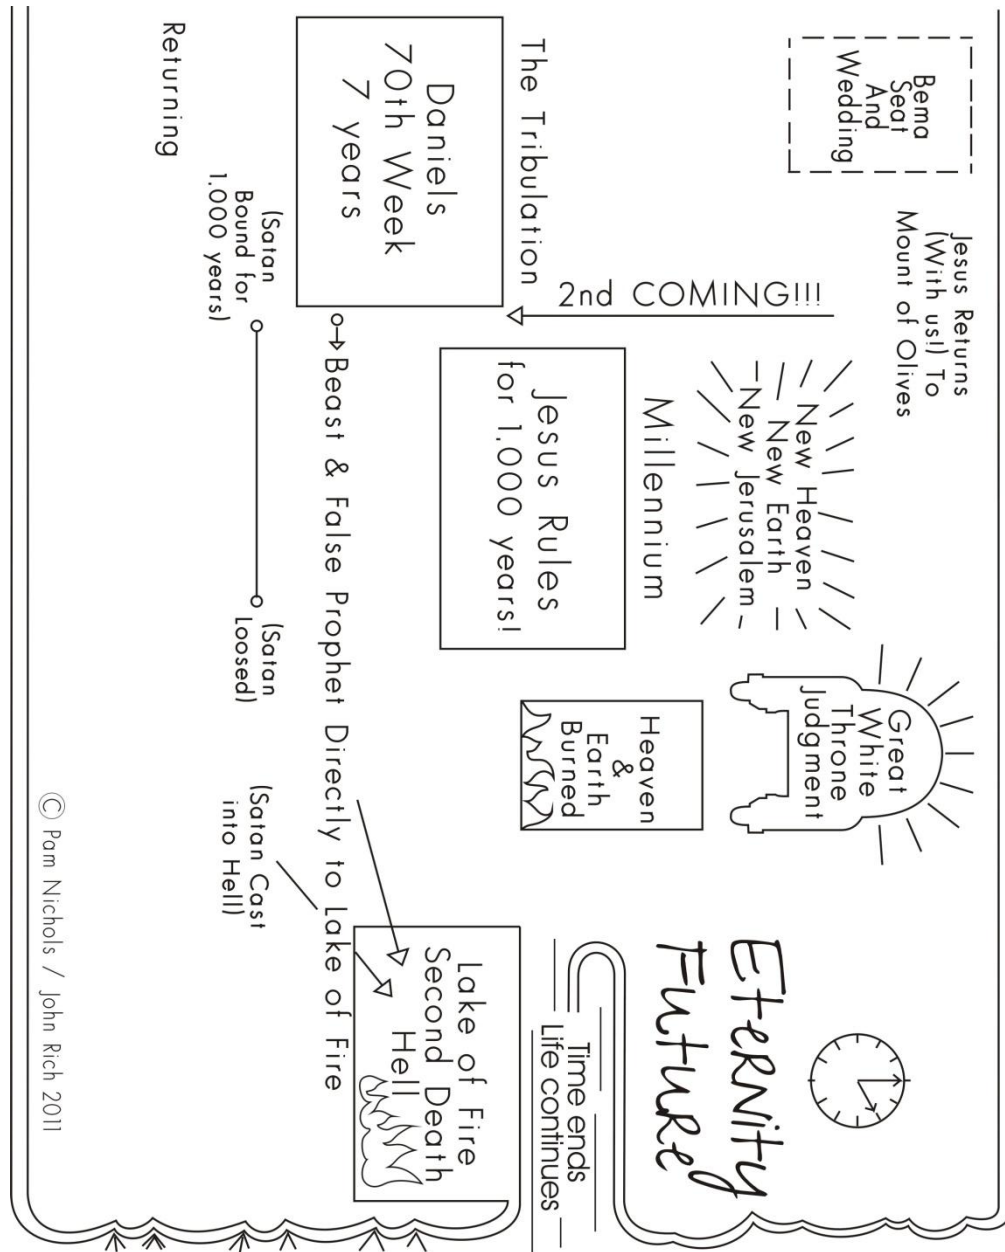 Bema
Seat
And
Wedding
Jesus Returns
(With us!) To
Mount of Olives
2nd COMING!!!
The Tribulation
Daniels
70th Week
7 years
Returning
(Satan
Bound for
1,000 years)
New Heaven
New Earth
New Jerusalem
Millennium
Jesus Rules
for 1,000 years!
Beast & False Prophet Directly to Lake of Fire
(Satan
Loosed)
Great
White
Throne
Judgment
Heaven
&
Earth
Burned
(Satan Cast
into Hell)
Eternity
Future
Time ends
Life continues
Lake of Fire
Second Death
Hell
© Pam Nichols / John Rich 2011